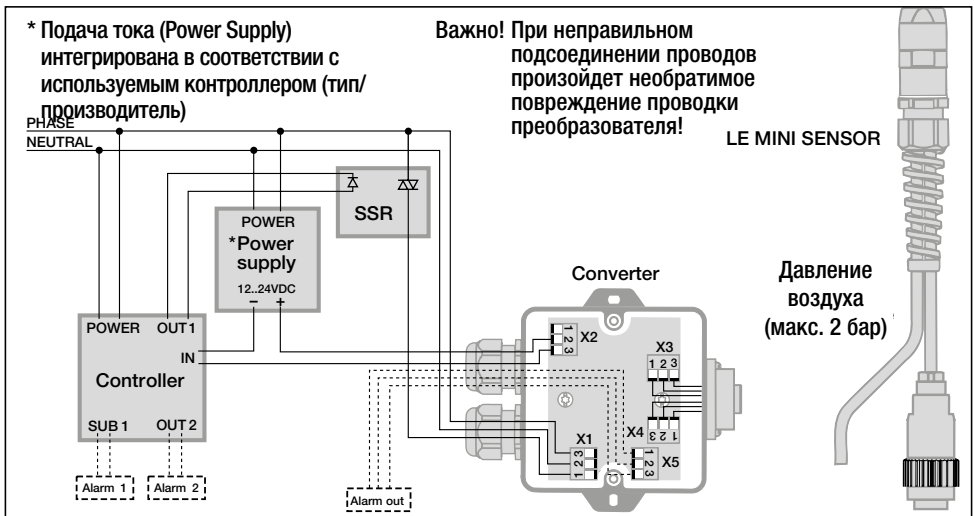 * Подача тока (Power Supply)
интегрирована в соответствии с
используемым контроллером (тип/
производитель)
Важно! При неправильном
подсоединении проводов
произойдет необратимое
повреждение проводки
преобразователя!
PHASE
NEUTRAL
LE MINI SENSOR
SSR
POWER
*Power
supply
12..24VDC
− +
Converter
Давление
воздуха
(макс. 2 бар)
POWER OUT1
IN
Controller
SUB 1 OUT2
Alarm 1
Alarm 2
Alarm out
1
2
3
X2
X3
1 2 3
X4
3 2 1
X1
3
2
1
1
2
3
X5